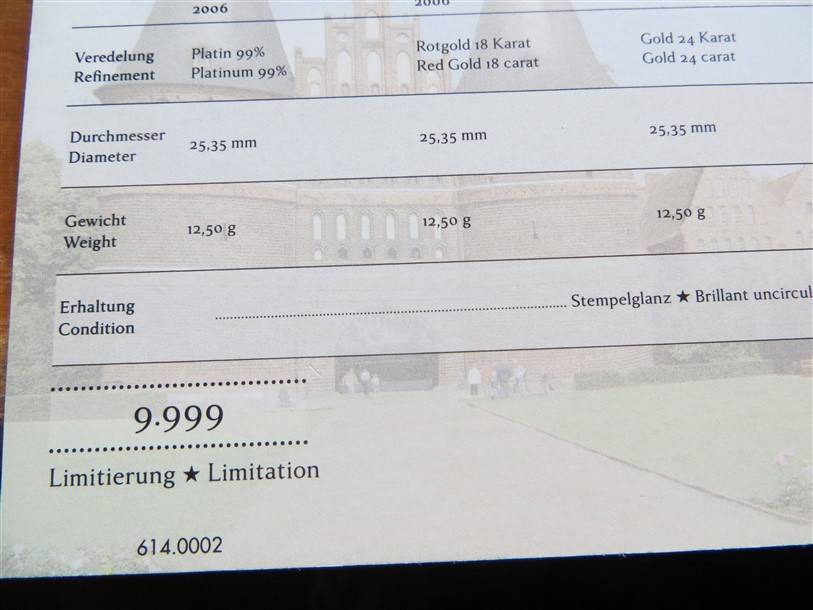 2006 2006
Veredelung Platin 99% Rotgold 18 Karat Gold 24 Karat
Refinement Platinum 99% Red Gold 18 carat Gold 24 carat
Durchmesser 25,35 mm 25,35 mm 25,35 mm
Diameter
Gewicht 12,50 g 12,50 g 12,50 g
Weight
Erhaltung Stempelglanz ★ Brillant uncircul
Condition
9.999
Limitierung ★ Limitation
614.0002